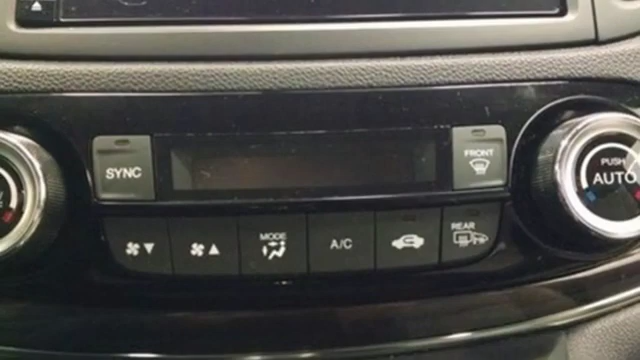 SYNC
FRONT
PUSH
AUTO
MODE
A/C
REAR